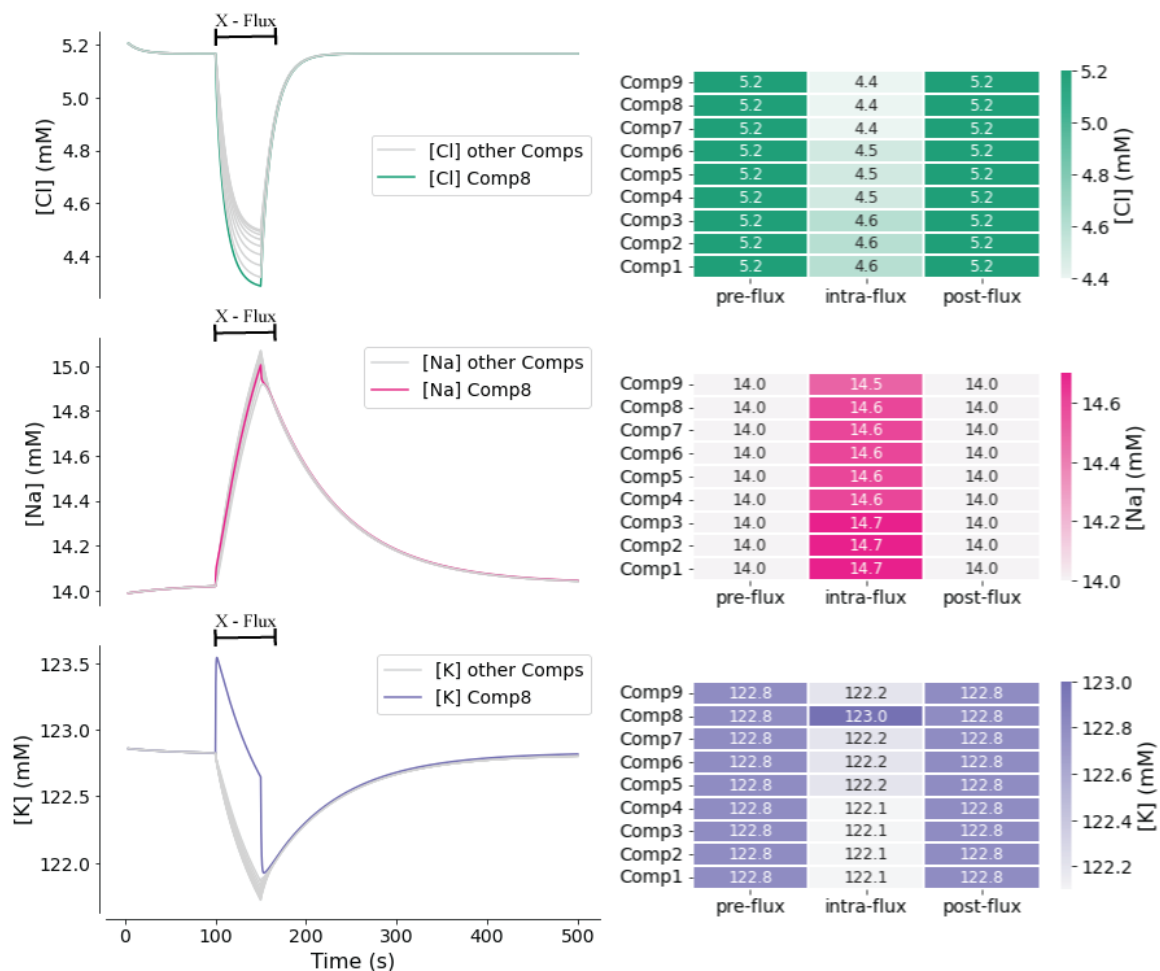 X - Flux
5.2
5.0
4.8
4.6
4.4
[Cl] (mM)
[Cl] other Comps
[Cl] Comp8
Comp9 5.2 4.4 5.2
Comp8 5.2 4.4 5.2
Comp7 5.2 4.4 5.2
Comp6 5.2 4.5 5.2
Comp5 5.2 4.5 5.2
Comp4 5.2 4.5 5.2
Comp3 5.2 4.6 5.2
Comp2 5.2 4.6 5.2
Comp1 5.2 4.6 5.2
pre-flux intra-flux post-flux
5.2
5.0
4.8
4.6
4.4
[Cl] (mM)
X - Flux
15.0
14.8
14.6
14.4
14.2
14.0
[Na] (mM)
[Na] other Comps
[Na] Comp8
Comp9 14.0 14.5 14.0
Comp8 14.0 14.6 14.0
Comp7 14.0 14.6 14.0
Comp6 14.0 14.6 14.0
Comp5 14.0 14.6 14.0
Comp4 14.0 14.6 14.0
Comp3 14.0 14.7 14.0
Comp2 14.0 14.7 14.0
Comp1 14.0 14.7 14.0
pre-flux intra-flux post-flux
14.6
14.4
14.2
14.0
[Na] (mM)
X - Flux
123.5
123.0
122.5
122.0
[K] (mM)
[K] other Comps
[K] Comp8
0 100 200 300 400 500
Time (s)
Comp9 122.8 122.2 122.8
Comp8 122.8 123.0 122.8
Comp7 122.8 122.2 122.8
Comp6 122.8 122.2 122.8
Comp5 122.8 122.2 122.8
Comp4 122.8 122.1 122.8
Comp3 122.8 122.1 122.8
Comp2 122.8 122.1 122.8
Comp1 122.8 122.1 122.8
pre-flux intra-flux post-flux
123.0
122.8
122.6
122.4
122.2
[K] (mM)